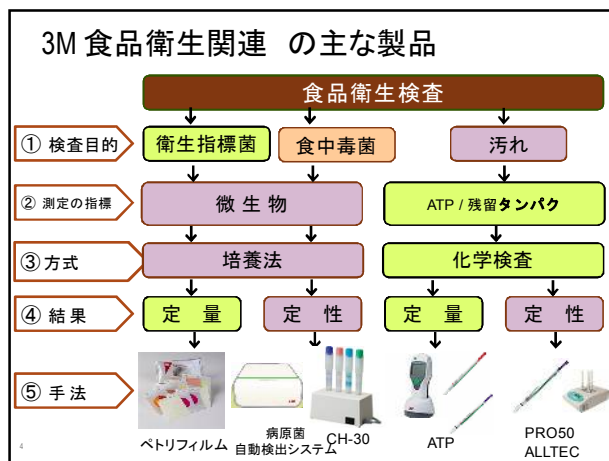 3M 食品衛生関連 の主な製品
食品衛生検査
① 検査目的
衛生指標菌
食中毒菌
汚れ
② 測定の指標
微生物
ATP / 残留タンパク
③ 方式
培養法
化学検査
④ 結果
定 量
定 性
定 量
定 性
⑤ 手法
ペトリフィルム
病原菌
自動検出システム
CH-30
ATP
PRO50
ALLTEC
4